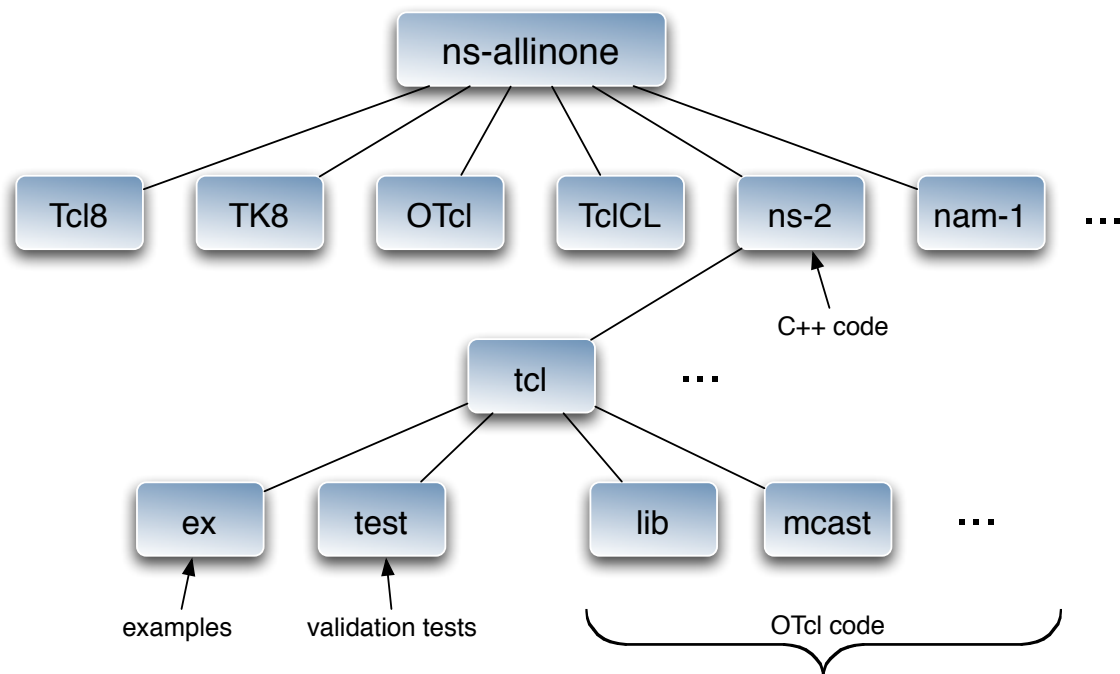 ns-allinone
Tcl8
TK8
OTcl
TclCL
ns-2
nam-1
...
C++ code
tcl
...
ex
test
lib
mcast
...
examples
validation tests
OTcl code